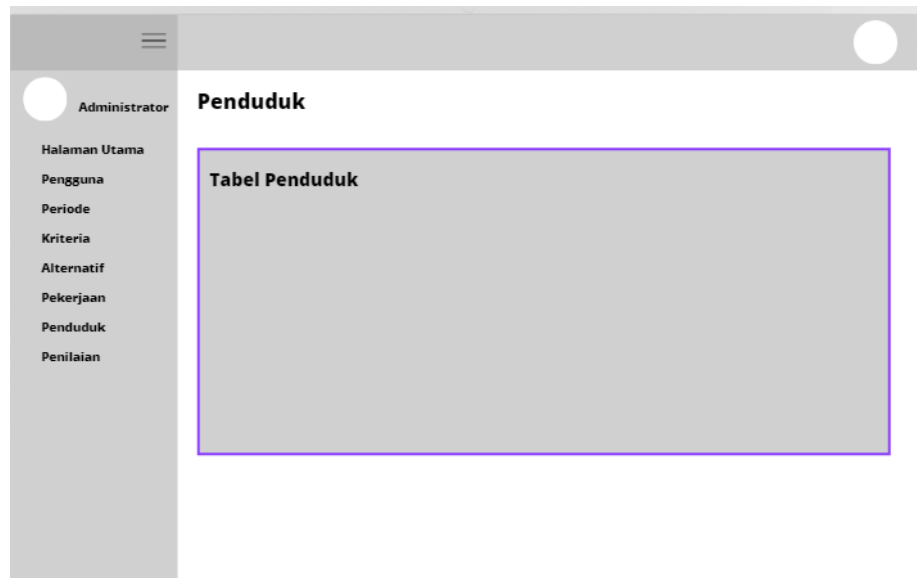 Administrator
Penduduk
Halaman Utama
Pengguna
Periode
Kriteria
Alternatif
Pekerjaan
Penduduk
Penilaian
Tabel Penduduk